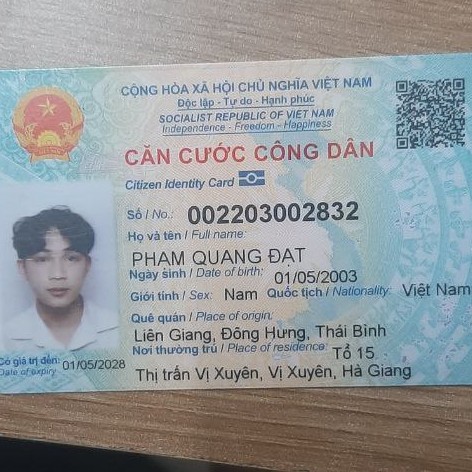 CỘNG HÒA XÃ HỘI CHỦ NGHĨA VIỆT NAM
Độc lập - Tự do - Hạnh phúc
SOCIALIST REPUBLIC OF VIET NAM
Independence - Freedom - Happiness
CĂN CƯỚC CÔNG DÂN
Citizen Identity Card
Số / No.: 002203002832
Họ và tên / Full name:
PHẠM QUANG ĐẠT
Ngày sinh / Date of birth: 01/05/2003
Giới tính / Sex: Nam Quốc tịch / Nationality: Việt Nam
Quê quán / Place of origin:
Liên Giang, Đông Hưng, Thái Bình
Nơi thường trú / Place of residence: Tổ 15
Thị trấn Vị Xuyên, Vị Xuyên, Hà Giang
Có giá trị đến: 01/05/2028
Date of expiry